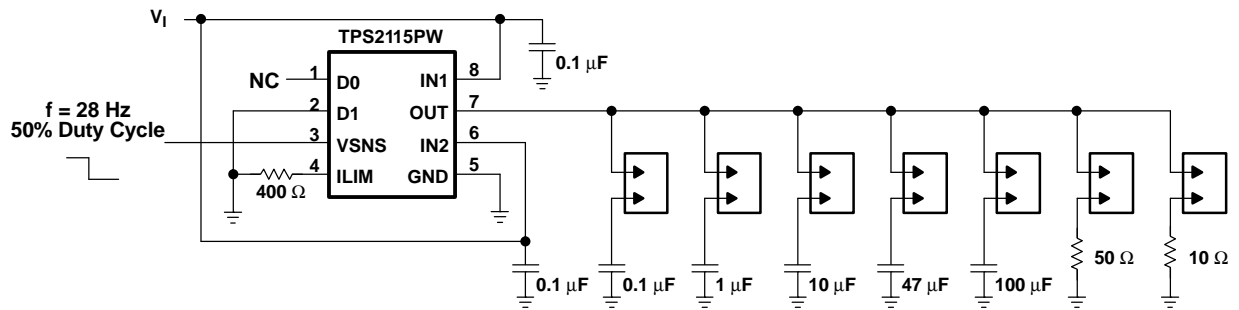 V_I
TPS2115PW
0.1 μF
NC
1 D0 IN1 8
2 D1 OUT 7
3 VSNS IN2 6
4 ILIM GND 5
f = 28 Hz
50% Duty Cycle
400 Ω
0.1 μF
0.1 μF
1 μF
10 μF
47 μF
100 μF
50 Ω
10 Ω